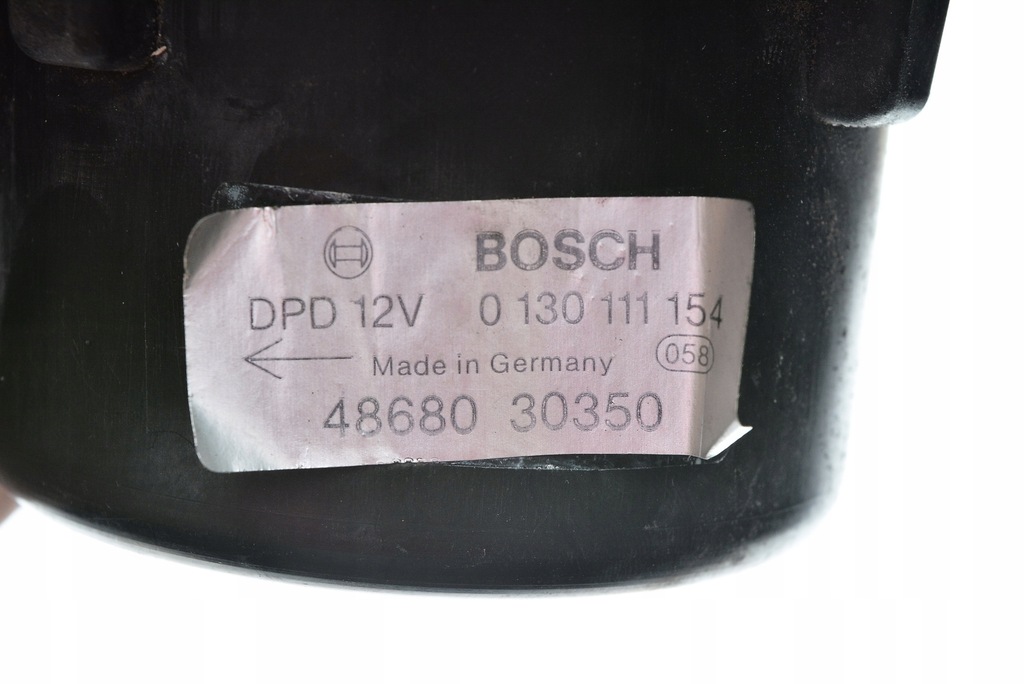 BOSCH
DPD 12V 0 130 111 154
Made in Germany 058
48680 30350